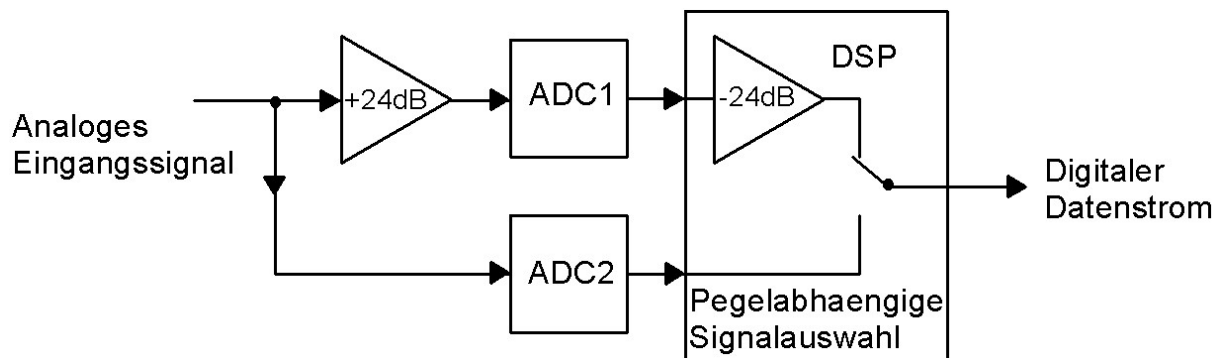 Analoges
Eingangssignal
+24dB
ADC1
-24dB
DSP
ADC2
Pegelabhaengige
Signalauswahl
Digitaler
Datenstrom